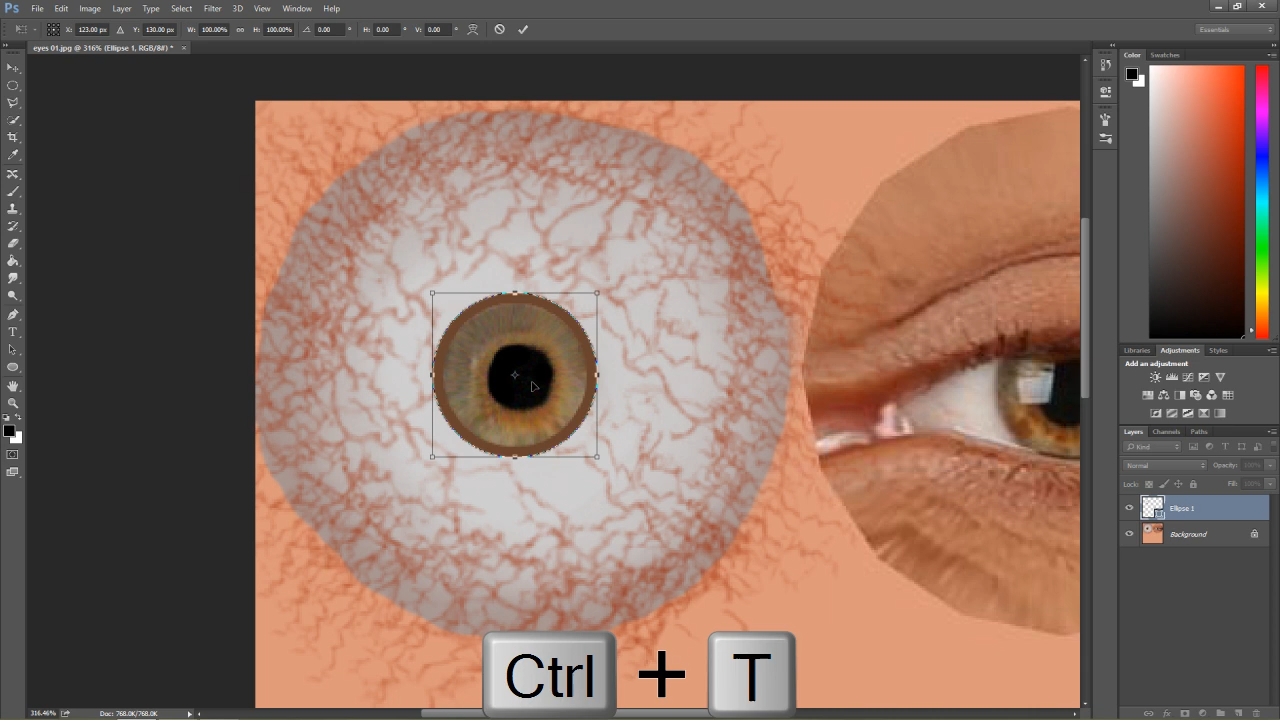 Ps File Edit Image Layer Type Select Filter 3D View Window Help
X: 123.00 px Y: 130.00 px W: 100.00% H: 100.00% 0.00 ° H: 0.00 ° V: 0.00 ° Essentials
eyes 01.jpg @ 316% (Ellipse 1, RGB/8#) * ×
Color Swatches
Libraries Adjustments Styles
Add an adjustment
Layers Channels Paths
Kind
Normal Opacity: 100%
Lock: Fill: 100%
Ellipse 1
Background
Ctrl + T
316.46% Doc: 768.0K/768.0K